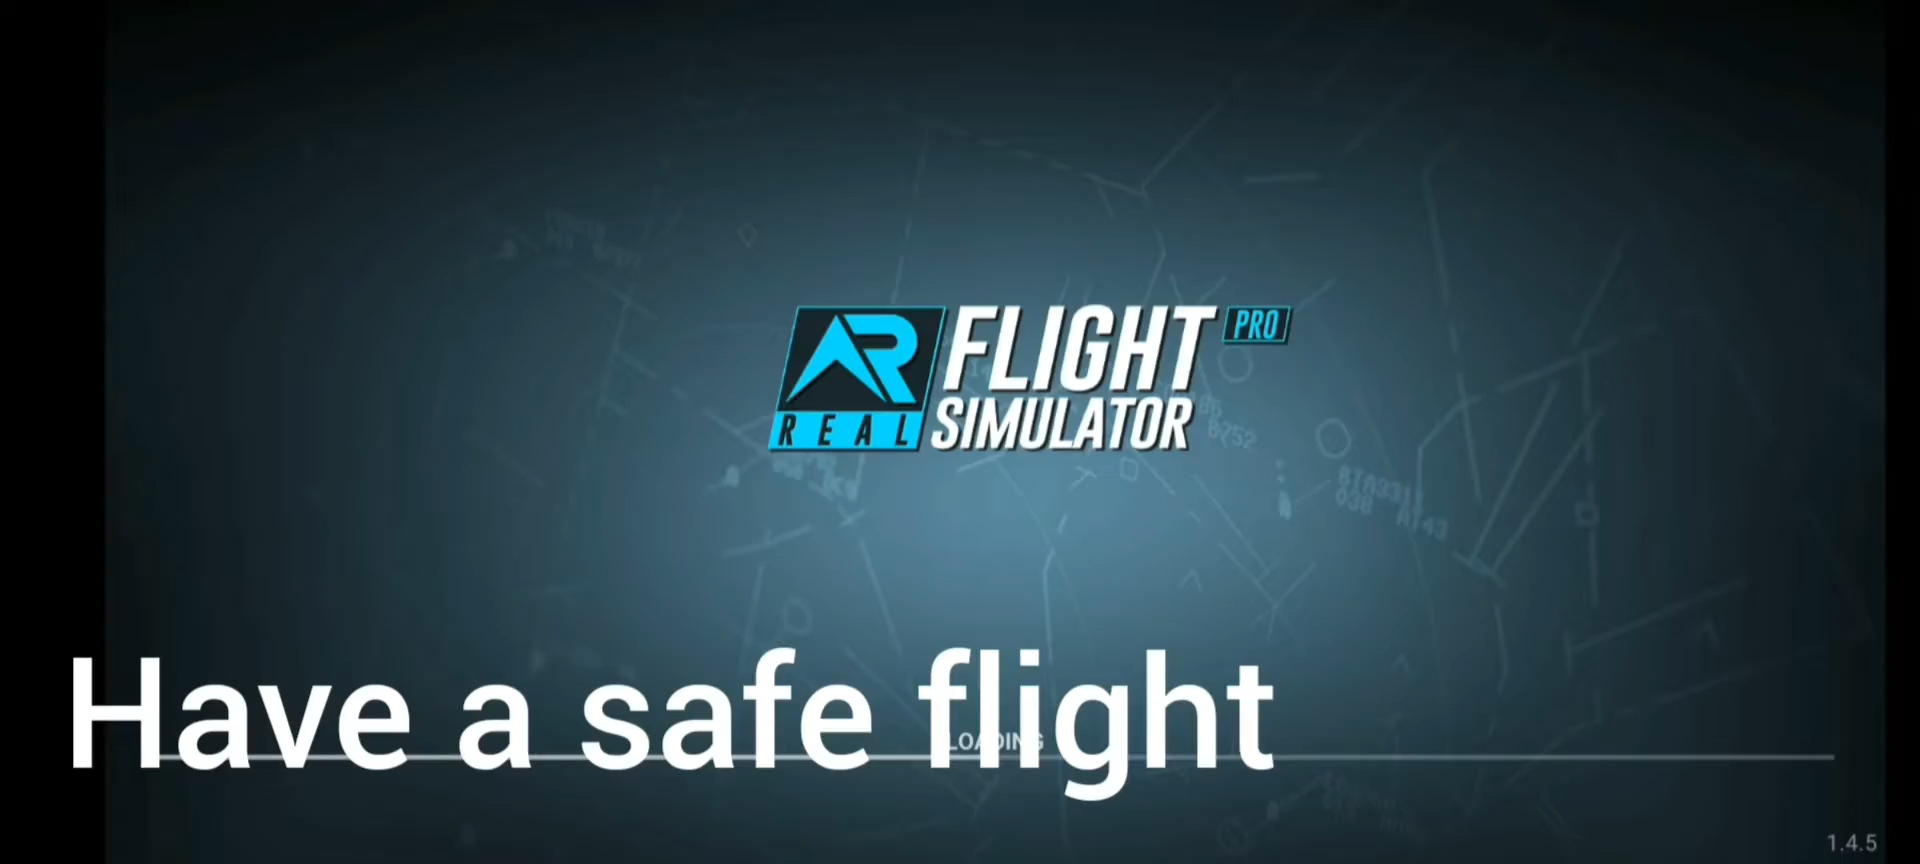 FLIGHT PRO
REAL SIMULATOR
LOADING
Have a safe flight
1.4.5